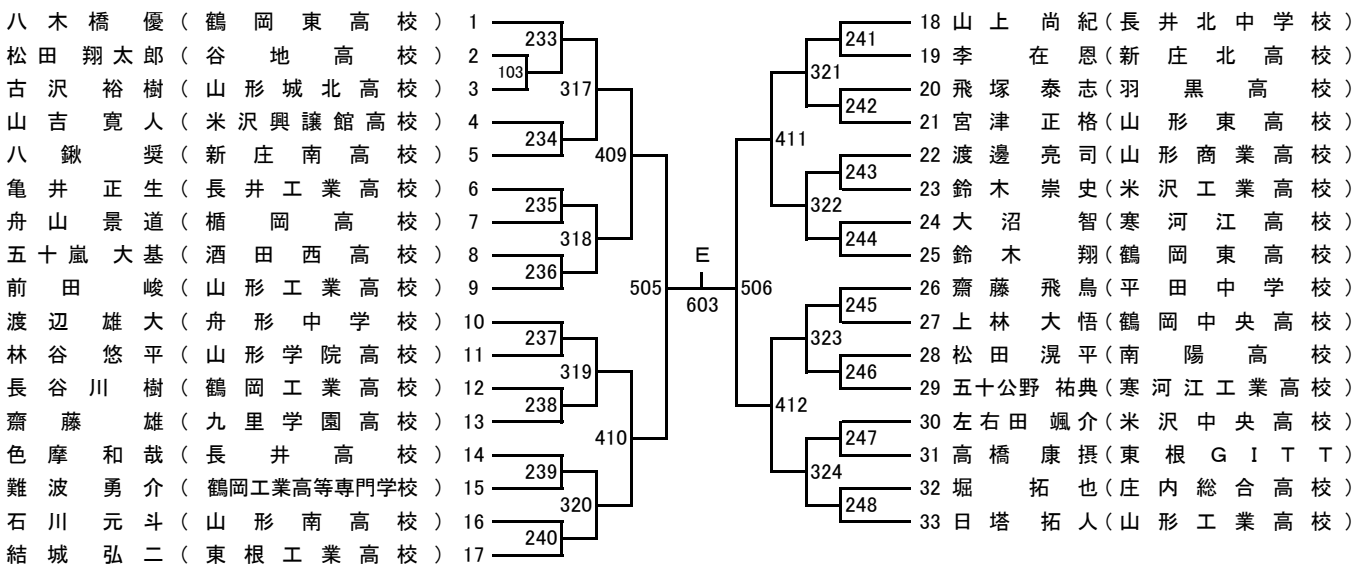 八木橋 優 ( 鶴岡東高校 ) 1
松田 翔太郎 ( 谷地高校 ) 2
古沢 裕樹 ( 山形城北高校 ) 3
山吉 寛人 ( 米沢興譲館高校 ) 4
八鍬 奨 ( 新庄南高校 ) 5
亀井 正生 ( 長井工業高校 ) 6
舟山 景道 ( 楯岡高校 ) 7
五十嵐 大基 ( 酒田西高校 ) 8
前田 峻 ( 山形工業高校 ) 9
渡辺 雄大 ( 舟形中学校 ) 10
林谷 悠平 ( 山形学院高校 ) 11
長谷川 樹 ( 鶴岡工業高校 ) 12
齋藤 雄 ( 九里学園高校 ) 13
色摩 和哉 ( 長井高校 ) 14
難波 勇介 ( 鶴岡工業高等専門学校 ) 15
石川 元斗 ( 山形南高校 ) 16
結城 弘二 ( 東根工業高校 ) 17
233
103
317
234
409
235
318
236
505
237
319
238
410
239
320
240
E
603
18 山上 尚紀 ( 長井北中学校 )
19 李 在恩 ( 新庄北高校 )
20 飛塚 泰志 ( 羽黒高校 )
21 宮津 正格 ( 山形東高校 )
22 渡邊 亮司 ( 山形商業高校 )
23 鈴木 崇史 ( 米沢工業高校 )
24 大沼 智 ( 寒河江高校 )
25 鈴木 翔 ( 鶴岡東高校 )
26 齋藤 飛鳥 ( 平田中学校 )
27 上林 大悟 ( 鶴岡中央高校 )
28 松田 滉平 ( 南陽高校 )
29 五十公野 祐典 ( 寒河江工業高校 )
30 左右田 颯介 ( 米沢中央高校 )
31 高橋 康摂 ( 東根GITT )
32 堀 拓也 ( 庄内総合高校 )
33 日塔 拓人 ( 山形工業高校 )
241
321
242
411
243
322
244
506
245
323
246
412
247
324
248